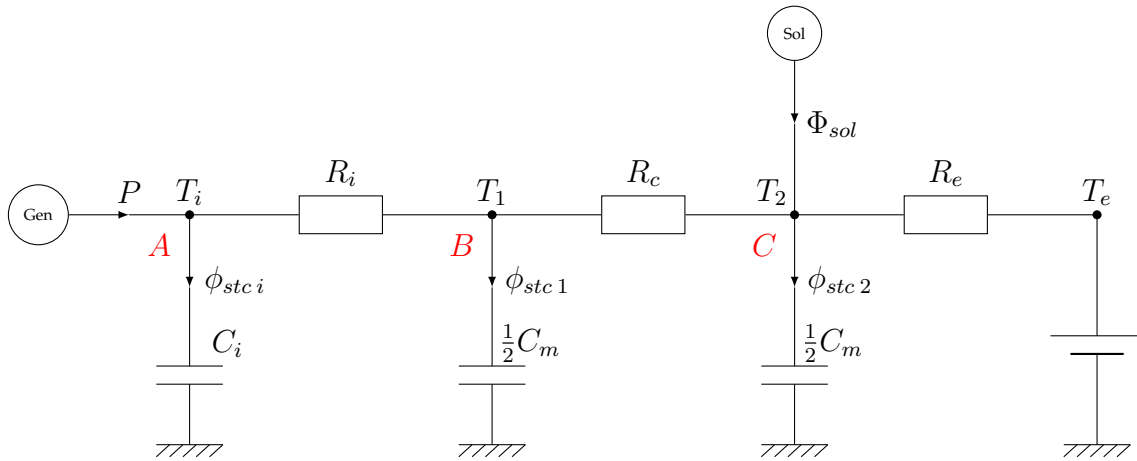 Sol
Φ_sol
Gen
P
T_i
R_i
T_1
R_c
T_2
R_e
T_e
A
B
C
ϕ_stc i
ϕ_stc 1
ϕ_stc 2
C_i
½C_m
½C_m